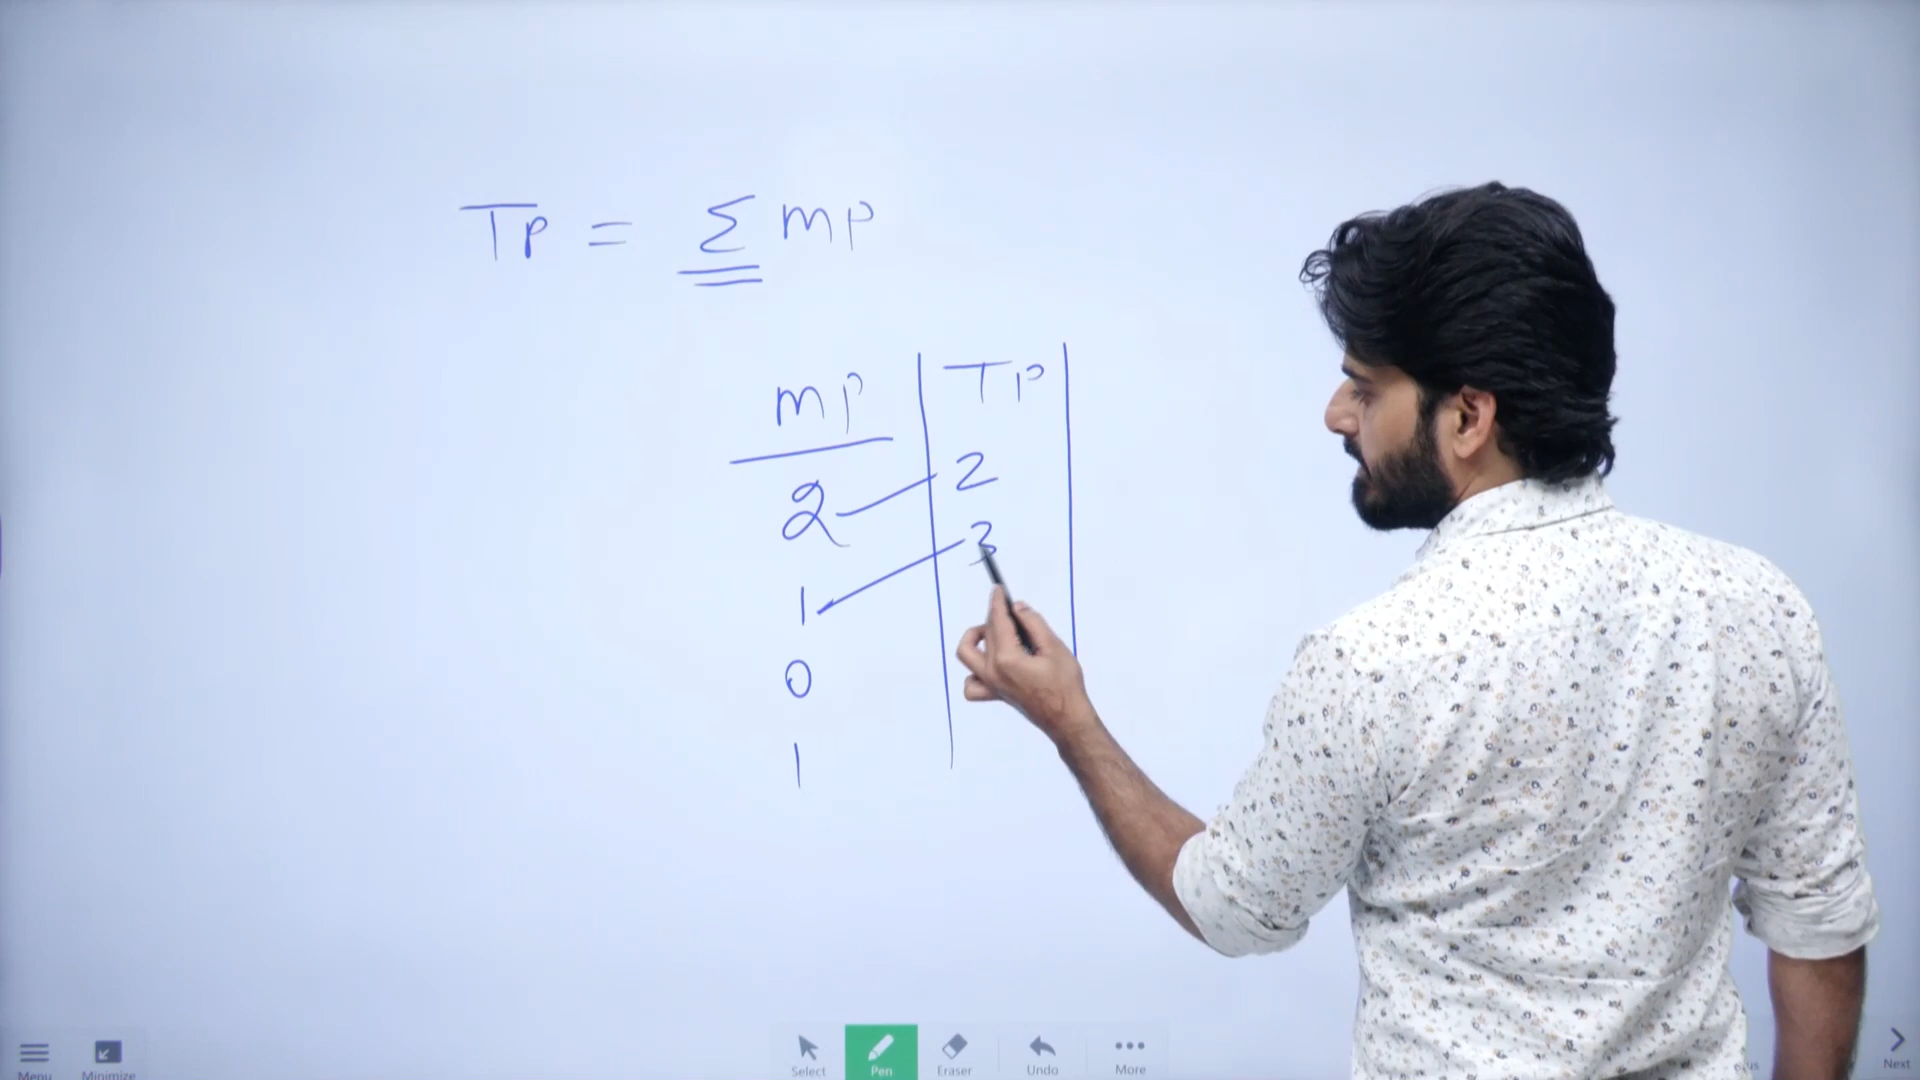 TP = Σ MP
MP TP
2 2
1 3
0
1
Menu Minimize Select Pen Eraser Undo More Next